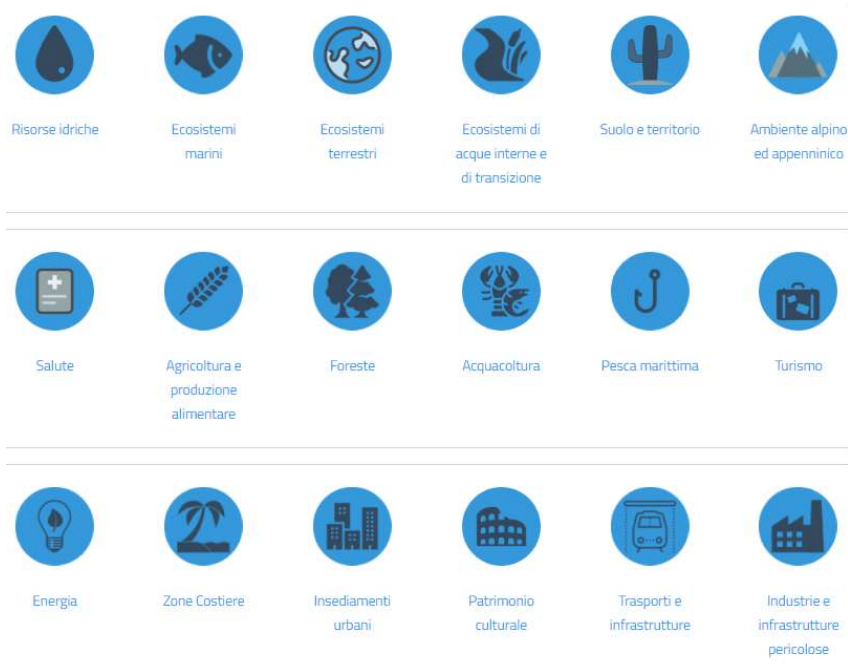 Risorse idriche
Ecosistemi
marini
Ecosistemi
terrestri
Ecosistemi di
acque interne e
di transizione
Suolo e territorio
Ambiente alpino
ed appenninico
Salute
Agricoltura e
produzione
alimentare
Foreste
Acquacoltura
Pesca marittima
Turismo
Energia
Zone Costiere
Insediamenti
urbani
Patrimonio
culturale
Trasporti e
infrastrutture
Industrie e
infrastrutture
pericolose